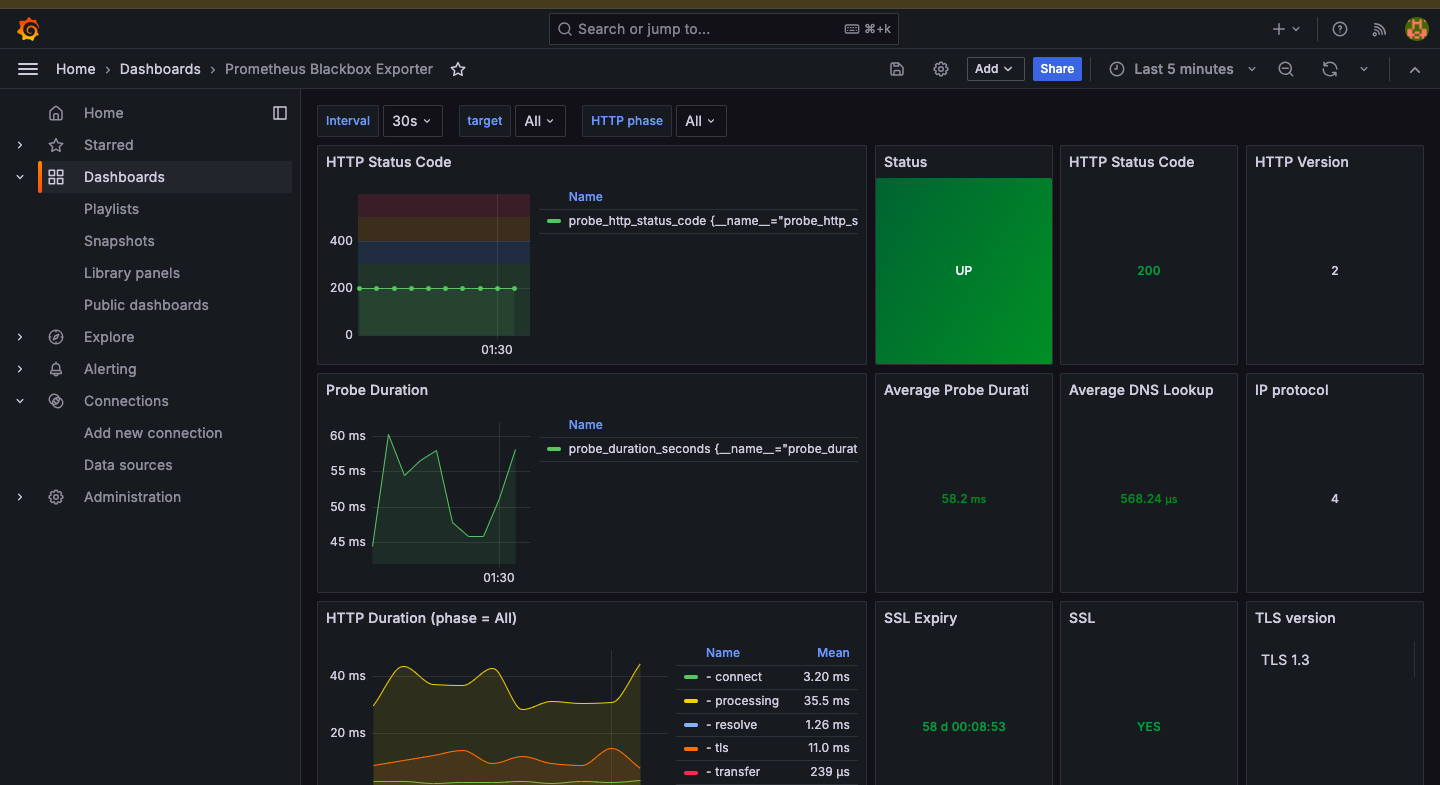 Search or jump to...
⌘+k
Home › Dashboards › Prometheus Blackbox Exporter
Add
Share
Last 5 minutes
Home
Starred
Dashboards
Playlists
Snapshots
Library panels
Public dashboards
Explore
Alerting
Connections
Add new connection
Data sources
Administration
Interval 30s target All HTTP phase All
HTTP Status Code
400
200
0
01:30
Name
probe_http_status_code {__name__="probe_http_s
Status
UP
HTTP Status Code
200
HTTP Version
2
Probe Duration
60 ms
55 ms
50 ms
45 ms
01:30
Name
probe_duration_seconds {__name__="probe_durat
Average Probe Durati
58.2 ms
Average DNS Lookup
568.24 µs
IP protocol
4
HTTP Duration (phase = All)
40 ms
20 ms
Name Mean
- connect 3.20 ms
- processing 35.5 ms
- resolve 1.26 ms
- tls 11.0 ms
- transfer 239 µs
SSL Expiry
58 d 00:08:53
SSL
YES
TLS version
TLS 1.3